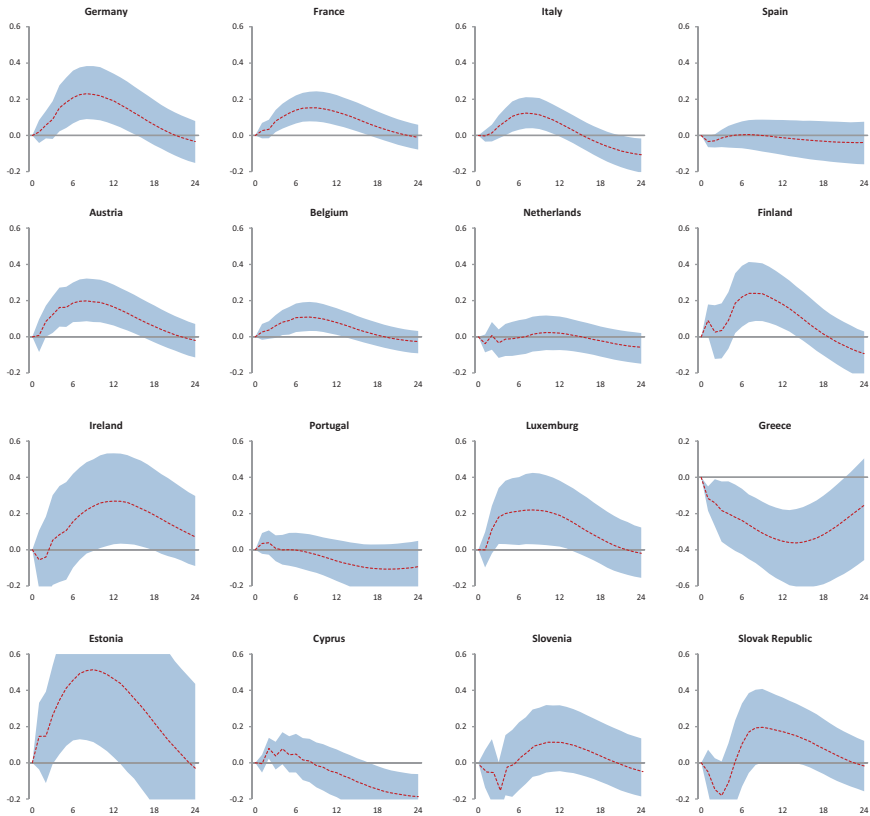 Germany France Italy Spain
0.6 0.6 0.6 0.6
0.4 0.4 0.4 0.4
0.2 0.2 0.2 0.2
0.0 0.0 0.0 0.0
-0.2 -0.2 -0.2 -0.2
0 6 12 18 24 0 6 12 18 24 0 6 12 18 24 0 6 12 18 24
Austria Belgium Netherlands Finland
0.6 0.6 0.6 0.6
0.4 0.4 0.4 0.4
0.2 0.2 0.2 0.2
0.0 0.0 0.0 0.0
-0.2 -0.2 -0.2 -0.2
0 6 12 18 24 0 6 12 18 24 0 6 12 18 24 0 6 12 18 24
Ireland Portugal Luxemburg Greece
0.6 0.6 0.6 0.2
0.4 0.4 0.4 0.0
0.2 0.2 0.2 -0.2
0.0 0.0 0.0 -0.4
-0.2 -0.2 -0.2 -0.6
0 6 12 18 24 0 6 12 18 24 0 6 12 18 24 0 6 12 18 24
Estonia Cyprus Slovenia Slovak Republic
0.6 0.6 0.6 0.6
0.4 0.4 0.4 0.4
0.2 0.2 0.2 0.2
0.0 0.0 0.0 0.0
-0.2 -0.2 -0.2 -0.2
0 6 12 18 24 0 6 12 18 24 0 6 12 18 24 0 6 12 18 24